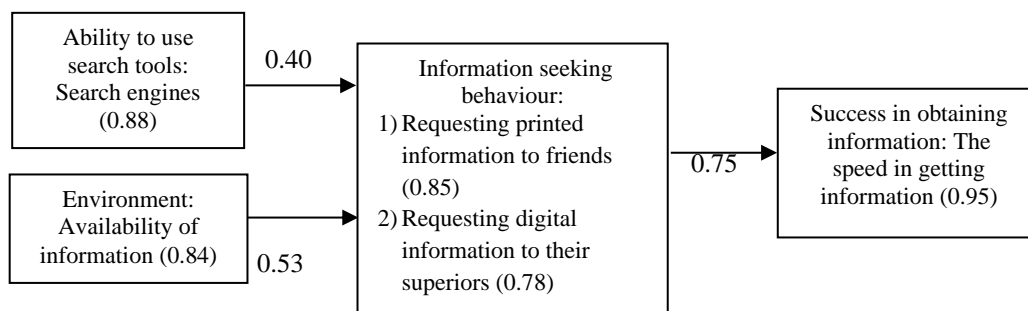 Ability to use
search tools:
Search engines
(0.88)
0.40
Environment:
Availability of
information (0.84)
0.53
Information seeking
behaviour:
1) Requesting printed
information to friends
(0.85)
2) Requesting digital
information to their
superiors (0.78)
0.75
Success in obtaining
information: The
speed in getting
information (0.95)